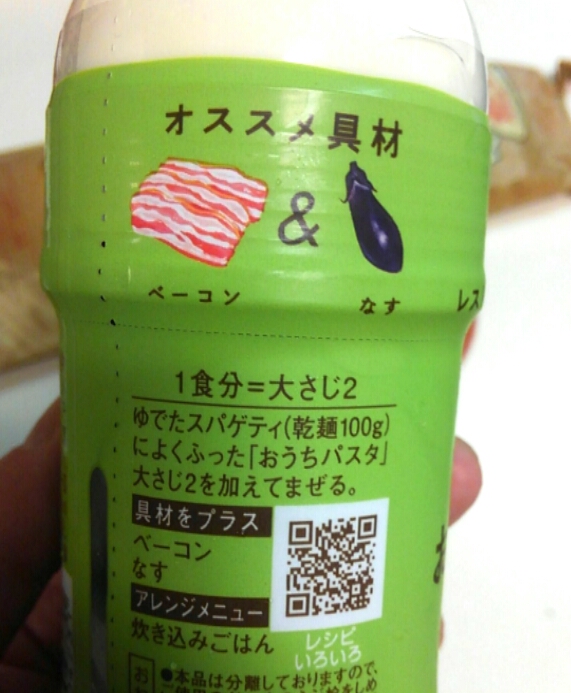 オススメ具材
&
ベーコン
なす
レス
1食分=大さじ2
ゆでたスパゲティ(乾麺100g)
によくふった「おうちパスタ」
大さじ2を加えてまぜる。
具材をプラス
ベーコン
なす
アレンジメニュー
炊き込みごはん
レシピ
いろいろ
お
●本品は分離しておりますので、